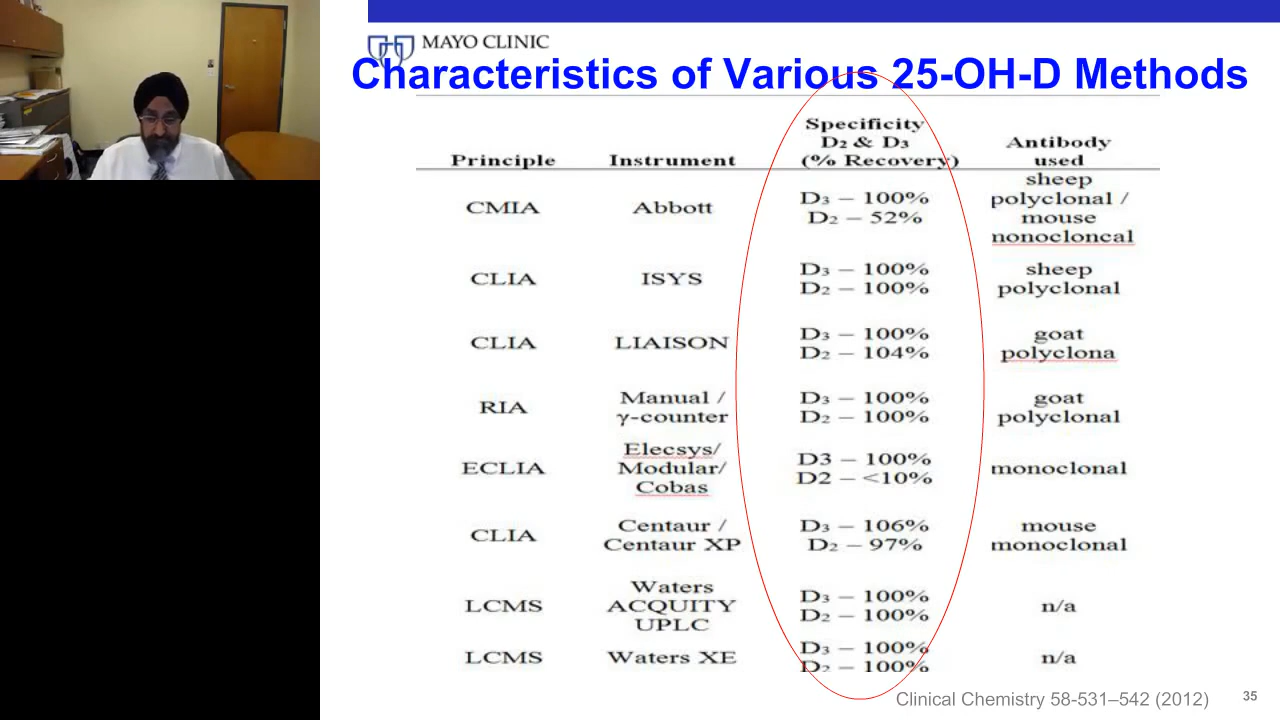 MAYO CLINIC
Characteristics of Various 25-OH-D Methods
Principle Instrument Specificity D₂ & D₃ (% Recovery) Antibody used
CMIA Abbott D₃ – 100% D₂ – 52% sheep polyclonal / mouse nonocloncal
CLIA ISYS D₃ – 100% D₂ – 100% sheep polyclonal
CLIA LIAISON D₃ – 100% D₂ – 104% goat polyclona
RIA Manual / γ-counter D₃ – 100% D₂ – 100% goat polyclonal
ECLIA Elecsys/ Modular/ Cobas D3 – 100% D2 – <10% monoclonal
CLIA Centaur / Centaur XP D₃ – 106% D₂ – 97% mouse monoclonal
LCMS Waters ACQUITY UPLC D₃ – 100% D₂ – 100% n/a
LCMS Waters XE D₃ – 100% D₂ – 100% n/a
Clinical Chemistry 58-531–542 (2012) 35